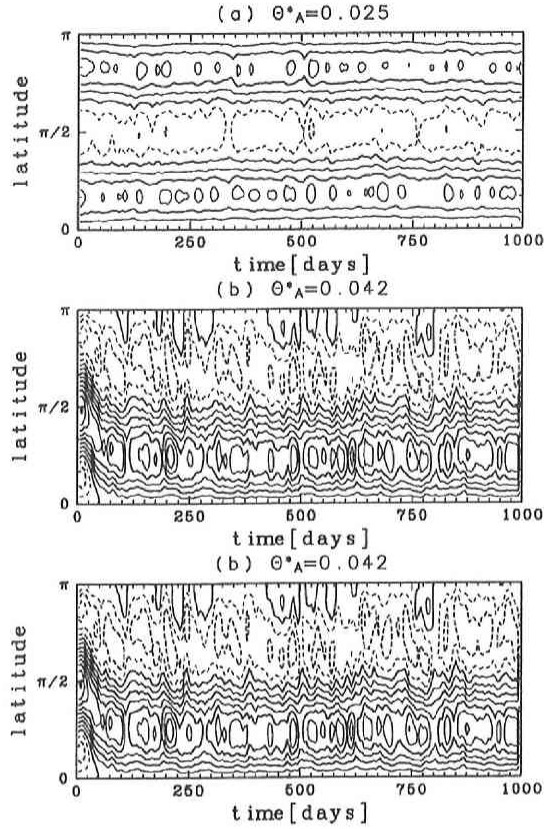 (a) Θ*A=0.025
π
π/2
0
latitude
0 250 500 750 1000
time[days]
(b) Θ*A=0.042
π
π/2
0
latitude
0 250 500 750 1000
time[days]
(b) Θ*A=0.042
π
π/2
0
latitude
0 250 500 750 1000
time[days]